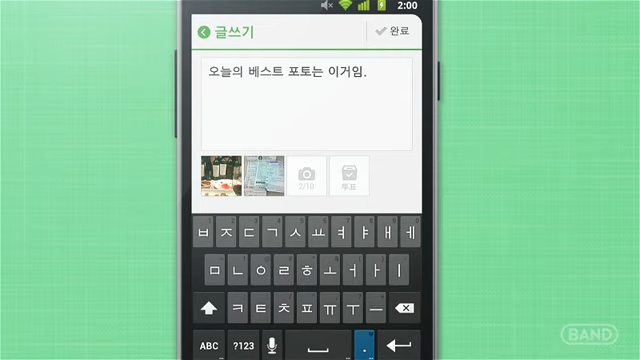 2:00
글쓰기
완료
오늘의 베스트 포토는 이거임.
2/10
투표
ㅂ ㅈ ㄷ ㄱ ㅅ ㅛ ㅕ ㅑ ㅐ ㅔ
ㅁ ㄴ ㅇ ㄹ ㅎ ㅗ ㅓ ㅏ ㅣ
ㅋ ㅌ ㅊ ㅍ ㅠ ㅜ ㅡ
ABC ?123 .
BAND